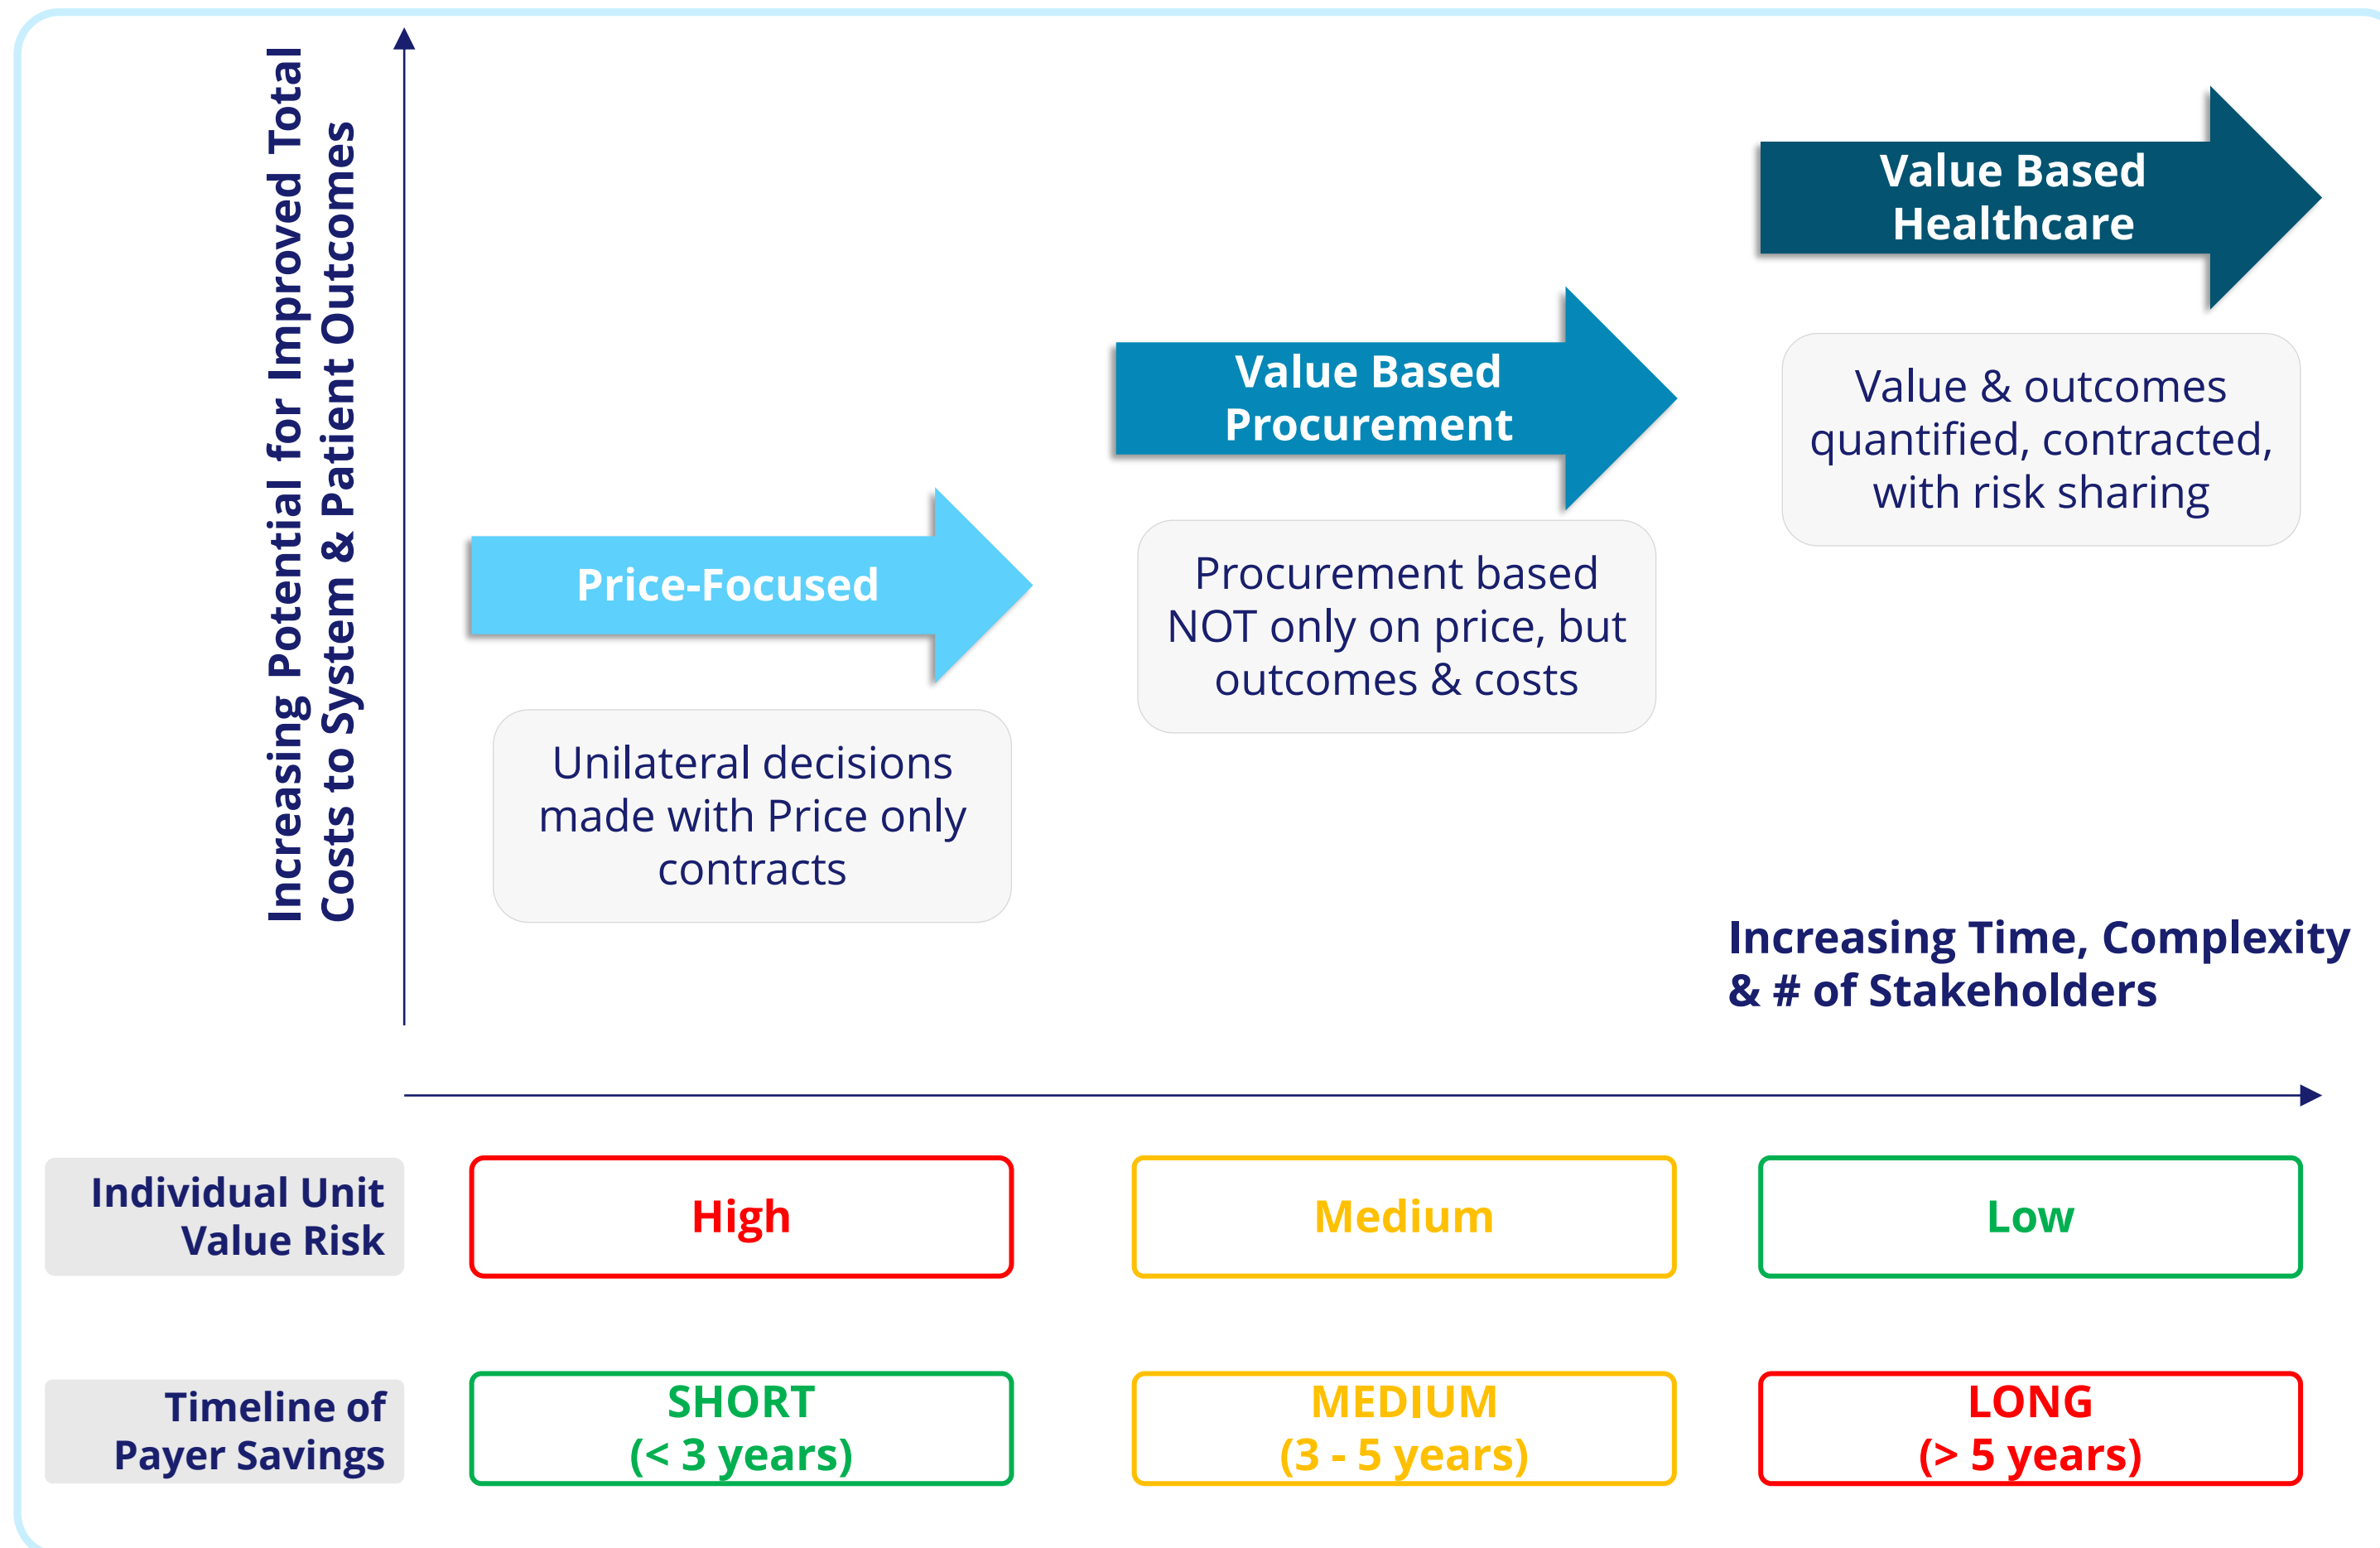 Increasing Potential for Improved Total
Costs to System & Patient Outcomes
Value Based
Healthcare
Value & outcomes
quantified, contracted,
with risk sharing
Value Based
Procurement
Procurement based
NOT only on price, but
outcomes & costs
Price-Focused
Unilateral decisions
made with Price only
contracts
Increasing Time, Complexity
& # of Stakeholders
Individual Unit
Value Risk
High
Medium
Low
Timeline of
Payer Savings
SHORT
(< 3 years)
MEDIUM
(3 - 5 years)
LONG
(> 5 years)